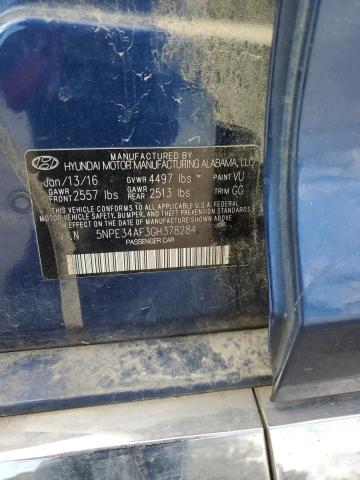 MANUFACTURED BY
HYUNDAI MOTOR MANUFACTURING ALABAMA, LLC
Jan/13/16 GVWR 4497 lbs PAINT VU
GAWR FRONT 2557 lbs GAWR REAR 2513 lbs TRIM GG
THIS VEHICLE CONFORMS TO ALL APPLICABLE U.S.A FEDERAL
MOTOR VEHICLE SAFETY, BUMPER, AND THEFT PREVENTION STANDARDS
IN EFFECT ON THE DATE OF MANUFACTURE SHOWN ABOVE.
V.I.N 5NPE34AF3GH378284
PASSENGER CAR